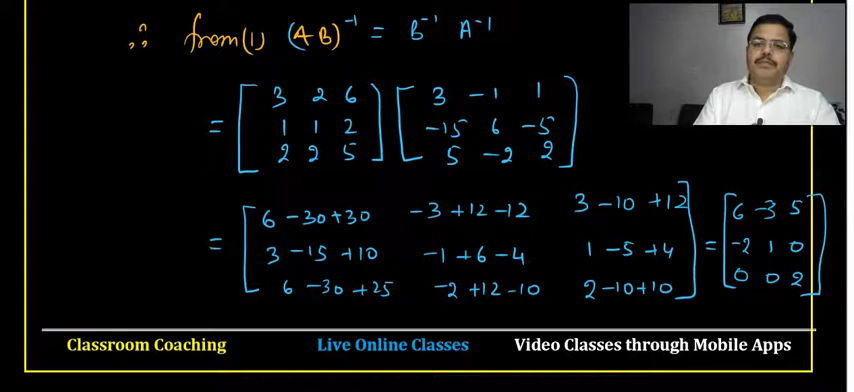 ∴ from (1) (AB)⁻¹ = B⁻¹ A⁻¹
= [ 3 2 6 ] [ 3 -1 1 ]
1 1 2 -15 6 -5
2 2 5 5 -2 2
= [ 6 -30 +30 -3 +12 -12 3 -10 +12 ] = [ 6 -3 5 ]
3 -15 +10 -1 +6 -4 1 -5 +4 -2 1 0
6 -30 +25 -2 +12 -10 2 -10 +10 0 0 2
Classroom Coaching Live Online Classes Video Classes through Mobile Apps